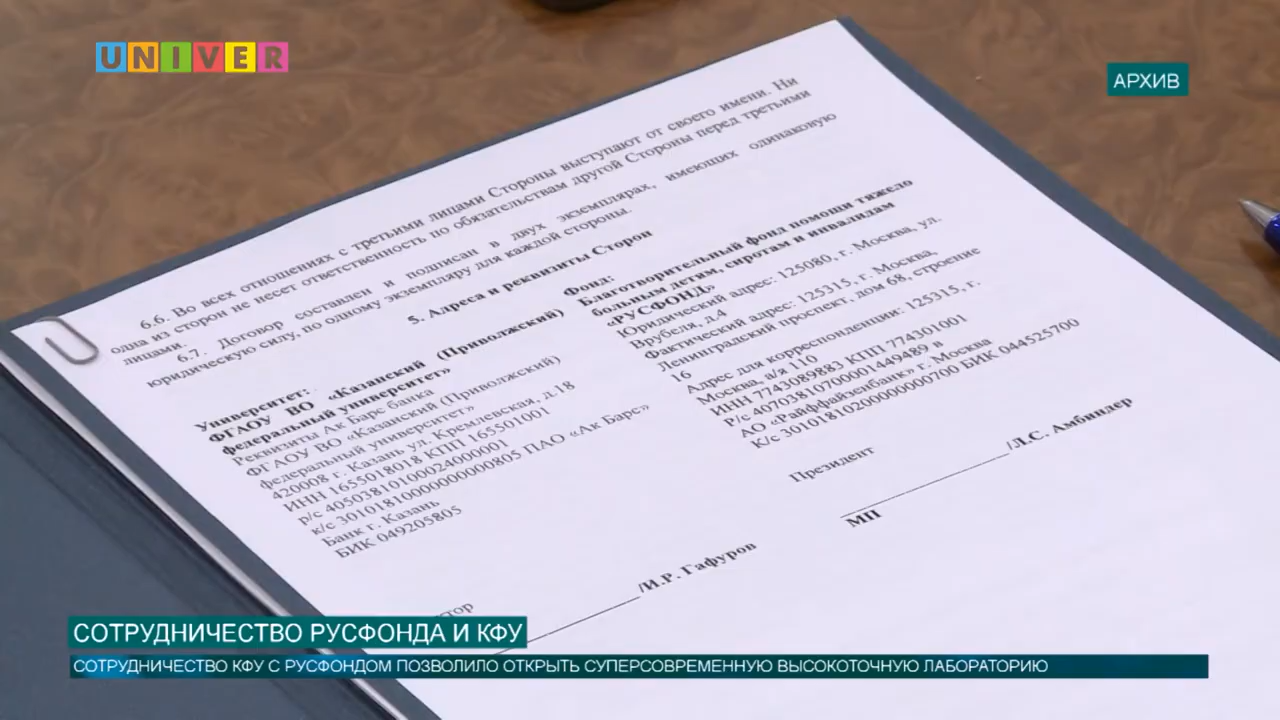 UNIVER
АРХИВ
6.6. Во всех отношениях с третьими лицами Стороны выступают от своего имени. Ни
одна из сторон не несет ответственность по обязательствам другой Стороны перед третьими
лицами.
6.7. Договор составлен и подписан в двух экземплярах, имеющих одинаковую
юридическую силу, по одному экземпляру для каждой стороны.
5. Адреса и реквизиты Сторон
Университет:
ФГАОУ ВО «Казанский (Приволжский)
федеральный университет»
Реквизиты Ак Барс банка
ФГАОУ ВО «Казанский (Приволжский)
федеральный университет»
420008 г. Казань ул. Кремлевская, д.18
ИНН 1655018018 КПП 165501001
р/с 40503810100024000001
к/с 30101810000000000805 ПАО «Ак Барс»
Банк г. Казань
БИК 049205805
/И.Р. Гафуров
Фонд:
Благотворительный фонд помощи тяжело
больным детям, сиротам и инвалидам
«РУСФОНД»
Юридический адрес: 125080, г. Москва, ул.
Врубеля, д.4
Фактический адрес: 125315, г. Москва,
Ленинградский проспект, дом 68, строение
16
Адрес для корреспонденции: 125315, г.
Москва, а/я 110
ИНН 7743089883 КПП 774301001
Р/с 40703810700001449489 в
АО «Райффайзенбанк» г. Москва
К/с 30101810200000000700 БИК 044525700
Президент
/Л.С. Амбиндер
МП
СОТРУДНИЧЕСТВО РУСФОНДА И КФУ
СОТРУДНИЧЕСТВО КФУ С РУСФОНДОМ ПОЗВОЛИЛО ОТКРЫТЬ СУПЕРСОВРЕМЕННУЮ ВЫСОКОТОЧНУЮ ЛАБОРАТОРИЮ